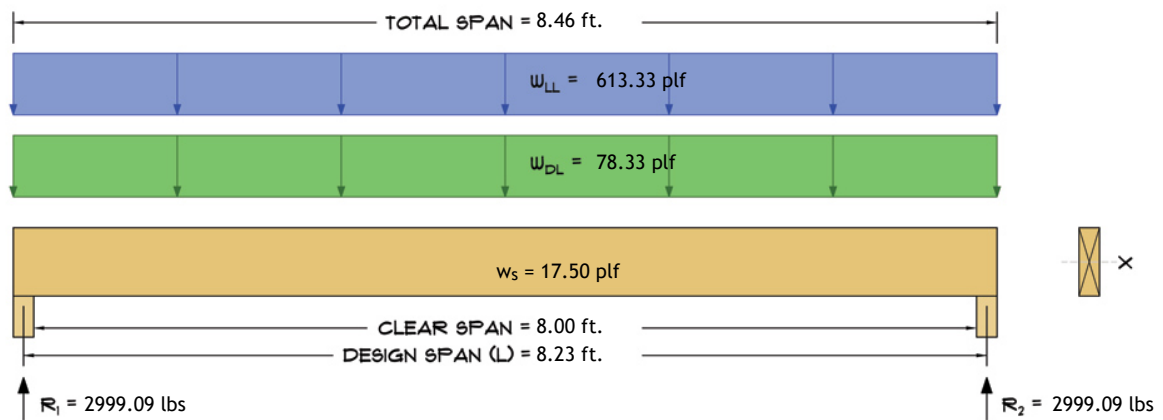 TOTAL SPAN = 8.46 ft.
wLL = 613.33 plf
wDL = 78.33 plf
ws = 17.50 plf
X
CLEAR SPAN = 8.00 ft.
DESIGN SPAN (L) = 8.23 ft.
R1 = 2999.09 lbs
R2 = 2999.09 lbs